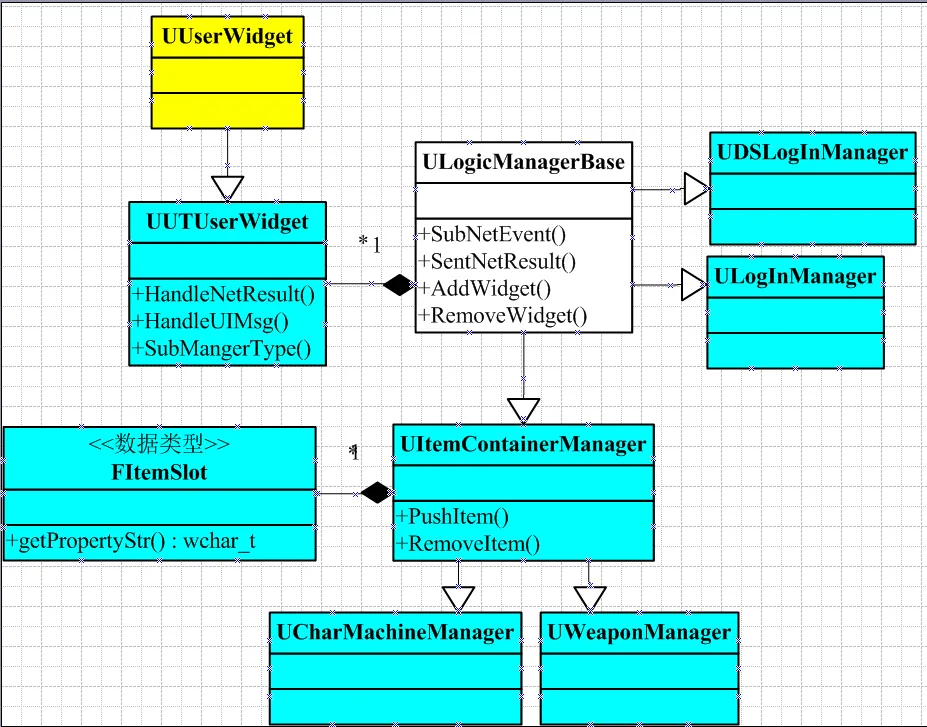 UUserWidget
UUTUserWidget
+HandleNetResult()
+HandleUIMsg()
+SubMangerType()
* 1
ULogicManagerBase
+SubNetEvent()
+SentNetResult()
+AddWidget()
+RemoveWidget()
UDSLogInManager
ULogInManager
<<数据类型>>
FItemSlot
+getPropertyStr() : wchar_t
*1
UItemContainerManager
+PushItem()
+RemoveItem()
UCharMachineManager
UWeaponManager